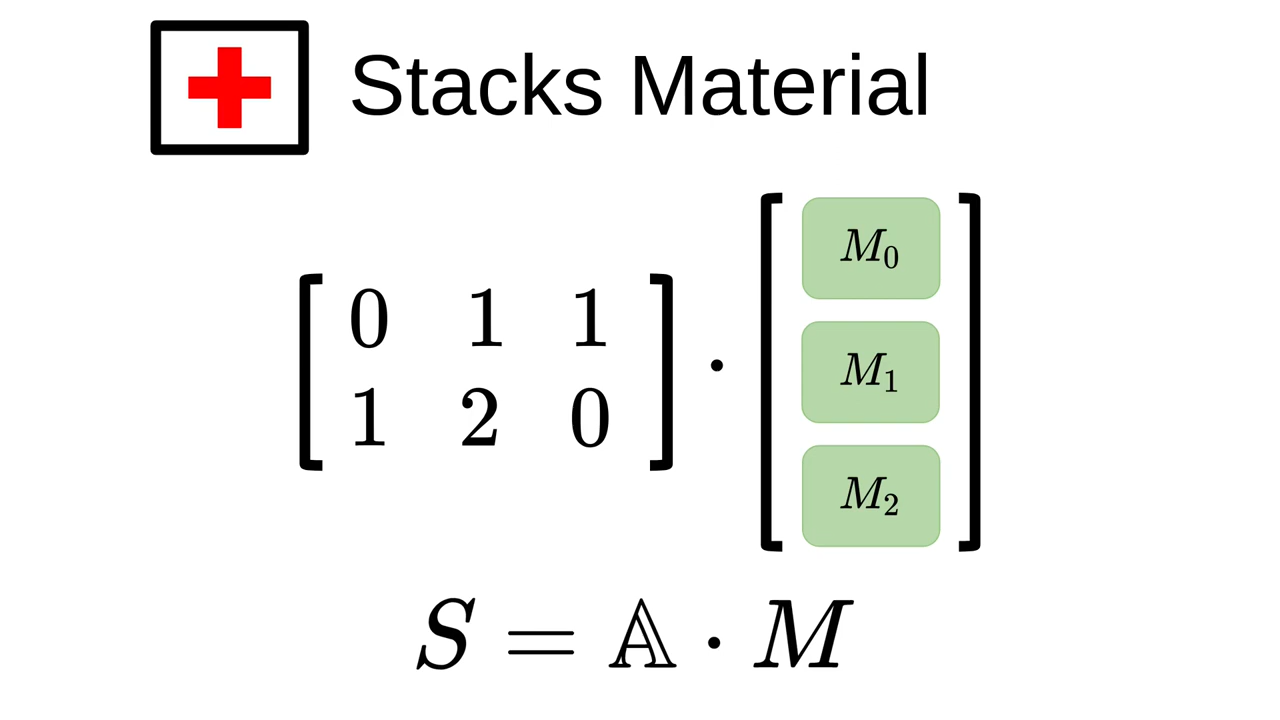 Stacks Material
0 1 1
1 2 0
·
M₀
M₁
M₂
S = 𝔸 · M